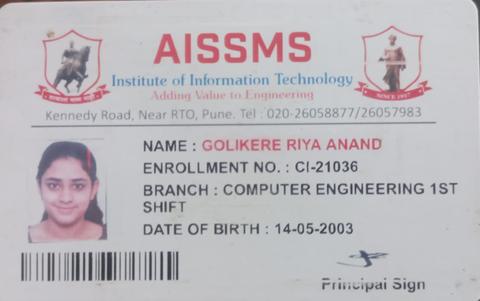 AISSMS
Institute of Information Technology
Adding Value to Engineering
Kennedy Road, Near RTO, Pune. Tel : 020-26058877/26057983
SINCE 1917
NAME : GOLIKERE RIYA ANAND
ENROLLMENT NO. : CI-21036
BRANCH : COMPUTER ENGINEERING 1ST
SHIFT
DATE OF BIRTH : 14-05-2003
Principal Sign